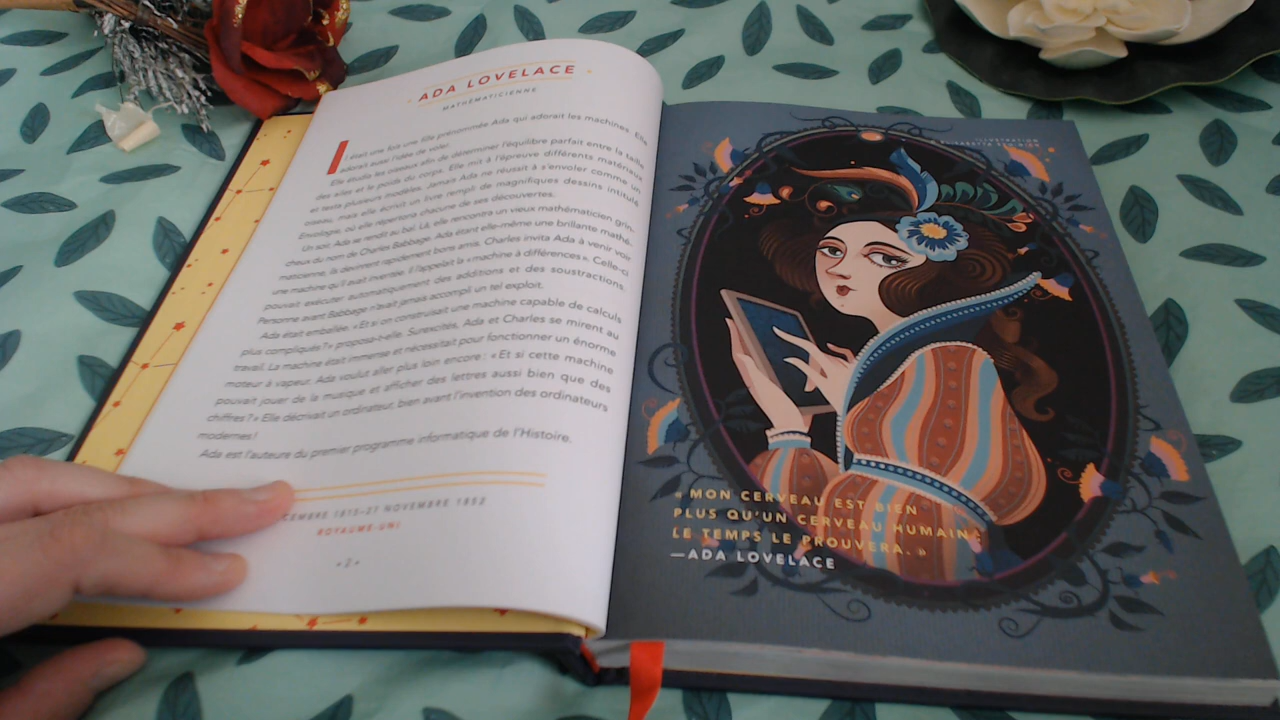 ADA LOVELACE
MATHÉMATICIENNE
Il était une fois une fille prénommée Ada qui adorait les machines. Elle
adorait aussi l'idée de voler.
Elle étudia les oiseaux afin de déterminer l'équilibre parfait entre la taille
des ailes et le poids du corps. Elle mit à l'épreuve différents matériaux
et testa plusieurs modèles. Jamais Ada ne réussit à s'envoler comme un
oiseau, mais elle écrivit un livre rempli de magnifiques dessins intitulé
Envologie, où elle répertoria chacune de ses découvertes.
Un soir, Ada se rendit au bal. Là, elle rencontra un vieux mathématicien grin-
cheux du nom de Charles Babbage. Ada étant elle-même une brillante mathé-
maticienne, ils devinrent rapidement bons amis. Charles invita Ada à venir voir
une machine qu'il avait inventée. Il l'appelait la « machine à différences ». Celle-ci
pouvait exécuter automatiquement des additions et des soustractions.
Personne avant Babbage n'avait jamais accompli un tel exploit.
Ada était emballée. « Et si on construisait une machine capable de calculs
plus compliqués? » proposa-t-elle. Surexcités, Ada et Charles se mirent au
travail. La machine était immense et nécessitait pour fonctionner un énorme
moteur à vapeur. Ada voulut aller plus loin encore : « Et si cette machine
pouvait jouer de la musique et afficher des lettres aussi bien que des
chiffres? » Elle décrivait un ordinateur, bien avant l'invention des ordinateurs
modernes!
Ada est l'auteure du premier programme informatique de l'Histoire.
CEMBRE 1815–27 NOVEMBRE 1852
ROYAUME-UNI
• 2 •
ILLUSTRATION
« MON CERVEAU EST BIEN
PLUS QU'UN CERVEAU HUMAIN :
LE TEMPS LE PROUVERA. »
—ADA LOVELACE